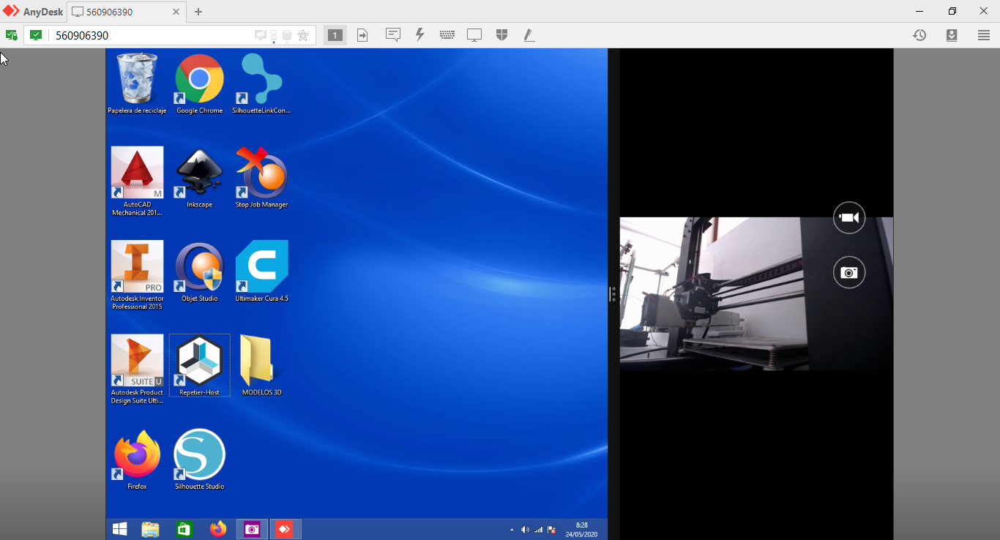 AnyDesk
560906390
560906390
1
Papelera de reciclaje
Google Chrome
SilhouetteLinkCon...
M
AutoCAD
Mechanical 201...
Inkscape
Stop Job Manager
PRO
Autodesk Inventor
Professional 2015
Objet Studio
Ultimaker Cura 4.5
SUITE U
Autodesk Product
Design Suite Ulti...
Repetier-Host
MODELOS 3D
Firefox
Silhouette Studio
8:28
24/05/2020